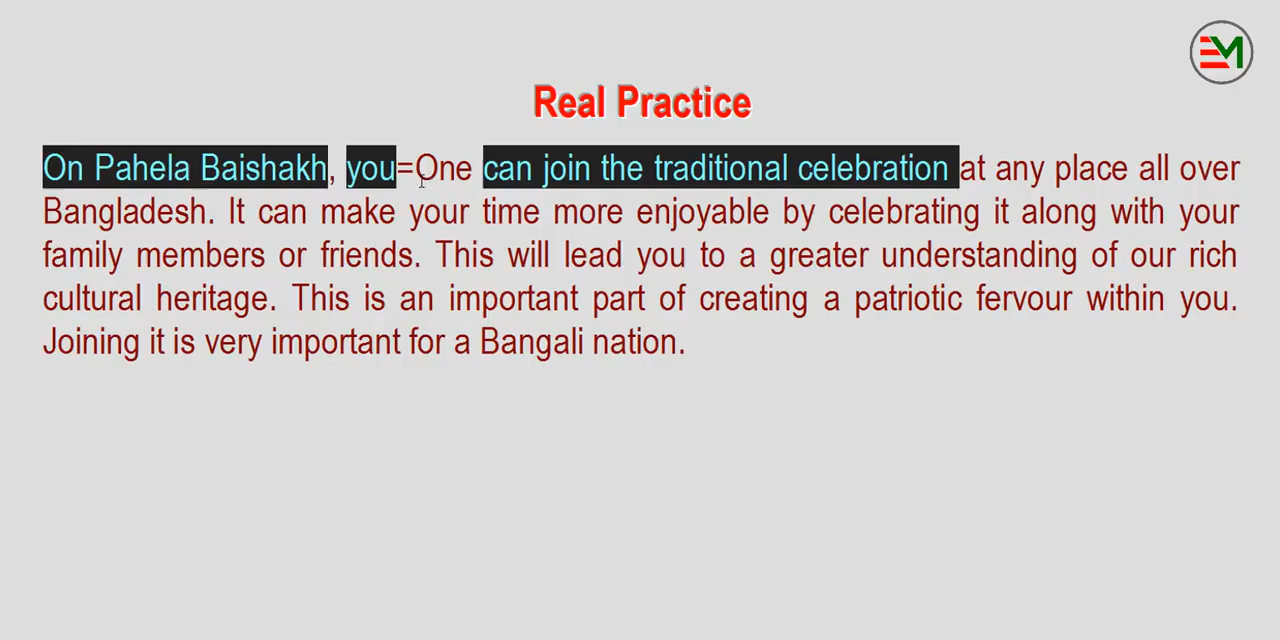 EM
Real Practice
On Pahela Baishakh, you=One can join the traditional celebration at any place all over
Bangladesh. It can make your time more enjoyable by celebrating it along with your
family members or friends. This will lead you to a greater understanding of our rich
cultural heritage. This is an important part of creating a patriotic fervour within you.
Joining it is very important for a Bangali nation.